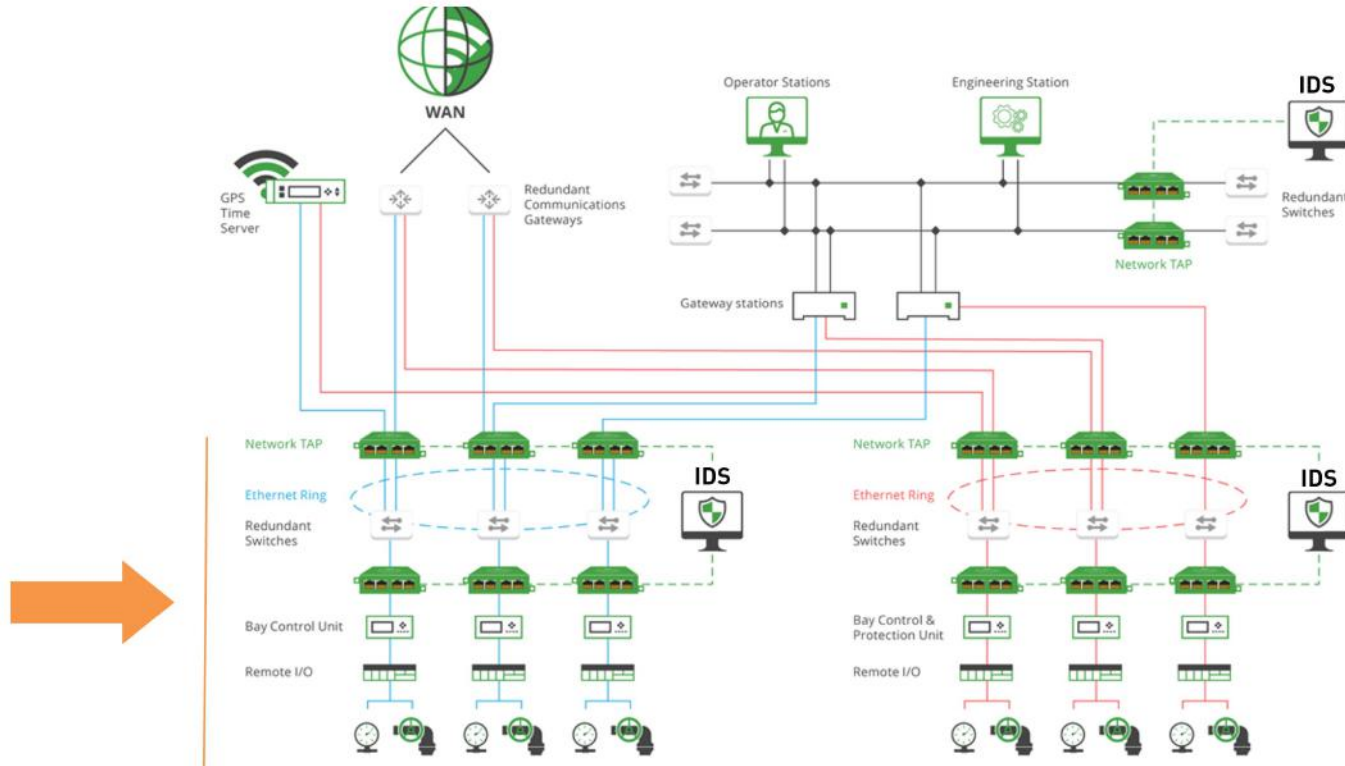 WAN
Operator Stations
Engineering Station
IDS
GPS
Time
Server
Redundant
Communications
Gateways
Redundant
Switches
Network TAP
Gateway stations
Network TAP
Ethernet Ring
Redundant
Switches
IDS
Bay Control Unit
Remote I/O
Network TAP
Ethernet Ring
Redundant
Switches
IDS
Bay Control &
Protection Unit
Remote I/O